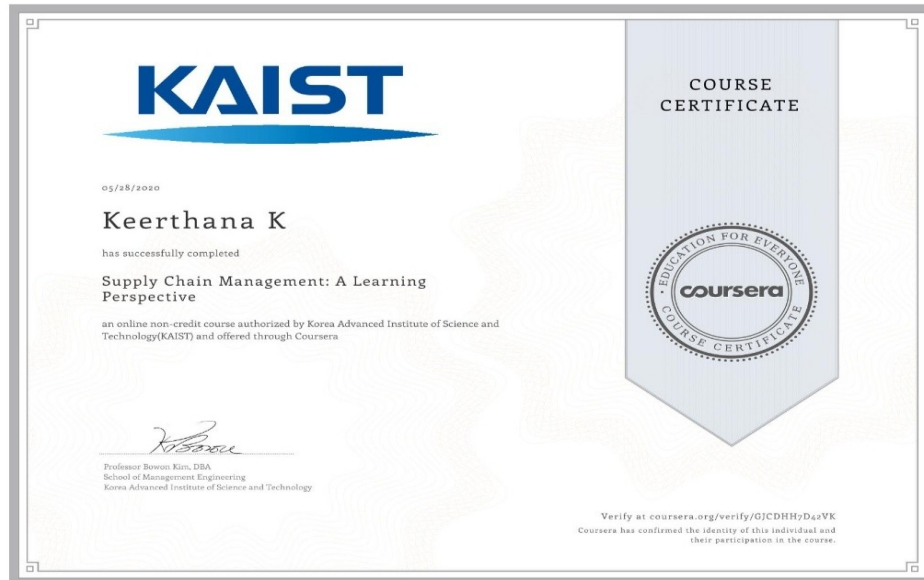 KAIST
05/28/2020
Keerthana K
has successfully completed
Supply Chain Management: A Learning
Perspective
an online non-credit course authorized by Korea Advanced Institute of Science and
Technology(KAIST) and offered through Coursera
Professor Bowon Kim, DBA
School of Management Engineering
Korea Advanced Institute of Science and Technology
COURSE
CERTIFICATE
EDUCATION FOR EVERYONE
coursera
COURSE CERTIFICATE
Verify at coursera.org/verify/GJCDHH7D42VK
Coursera has confirmed the identity of this individual and
their participation in the course.